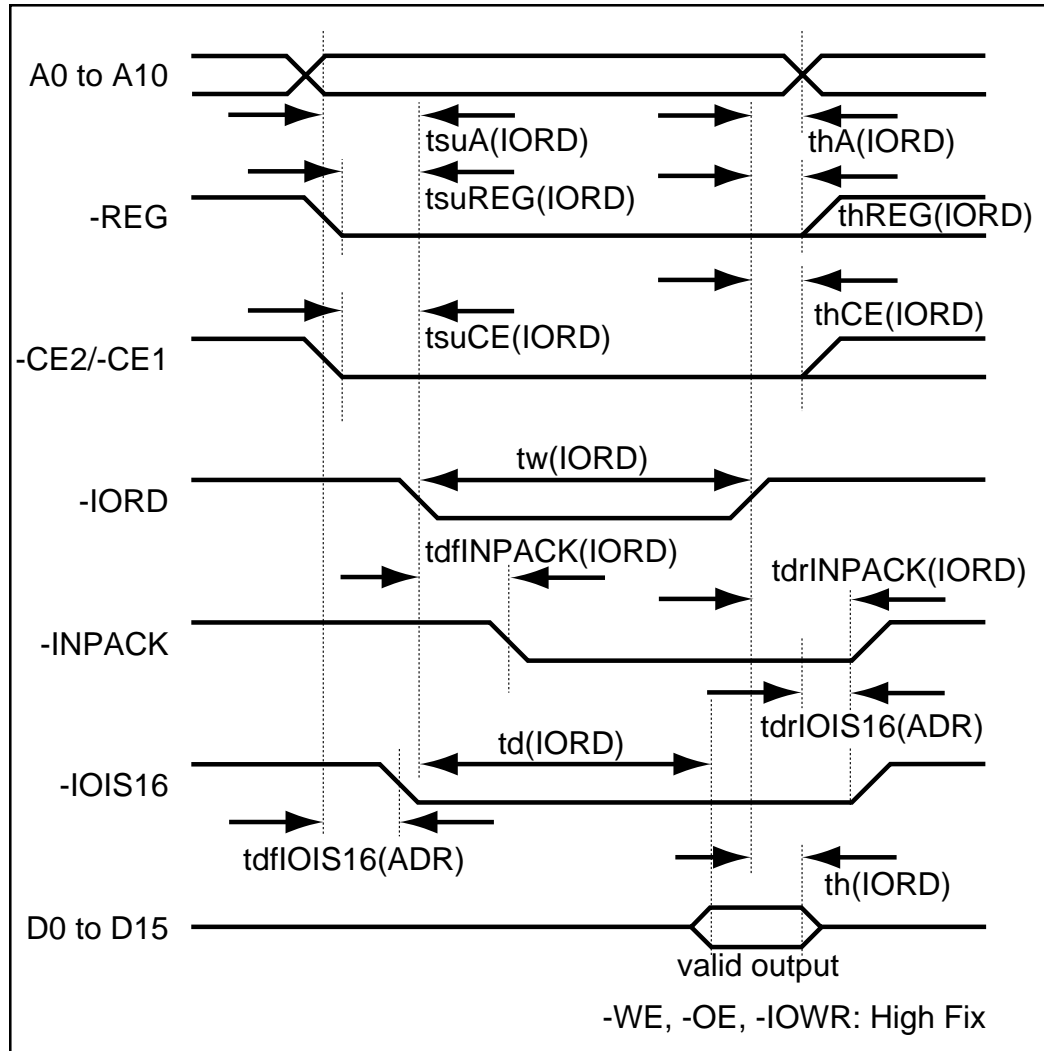 A0 to A10
tsuA(IORD)
thA(IORD)
tsuREG(IORD)
-REG
thREG(IORD)
tsuCE(IORD)
thCE(IORD)
-CE2/-CE1
tw(IORD)
-IORD
tdfINPACK(IORD)
tdrINPACK(IORD)
-INPACK
tdrIOIS16(ADR)
td(IORD)
-IOIS16
tdfIOIS16(ADR)
th(IORD)
D0 to D15
valid output
-WE, -OE, -IOWR: High Fix